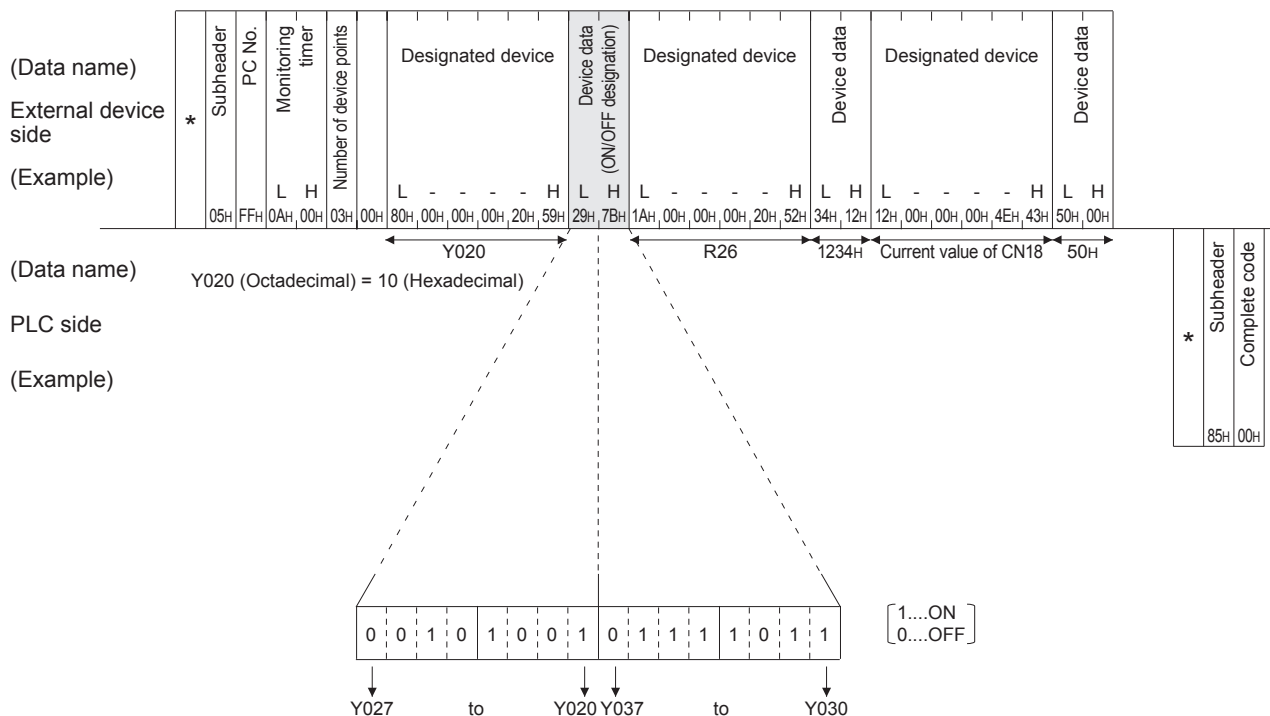 (Data name)
External device
side
(Example)
*
Subheader
05H
PC No.
FFH
Monitoring
timer
L H
0AH 00H
Number of device points
03H 00H
Designated device
L - - - - H
80H 00H 00H 00H 20H 59H
Device data
(ON/OFF designation)
L H
29H 7BH
Designated device
L - - - - H
1AH 00H 00H 00H 20H 52H
Device data
L H
34H 12H
Designated device
L - - - - H
12H 00H 00H 00H 4EH 43H
Device data
L H
50H 00H
Y020
R26
1234H
Current value of CN18
50H
(Data name)
Y020 (Octadecimal) = 10 (Hexadecimal)
PLC side
(Example)
*
Subheader
85H
Complete code
00H
0 0 1 0 1 0 0 1 0 1 1 1 1 0 1 1
1....ON
0....OFF
Y027 to Y020 Y037 to Y030